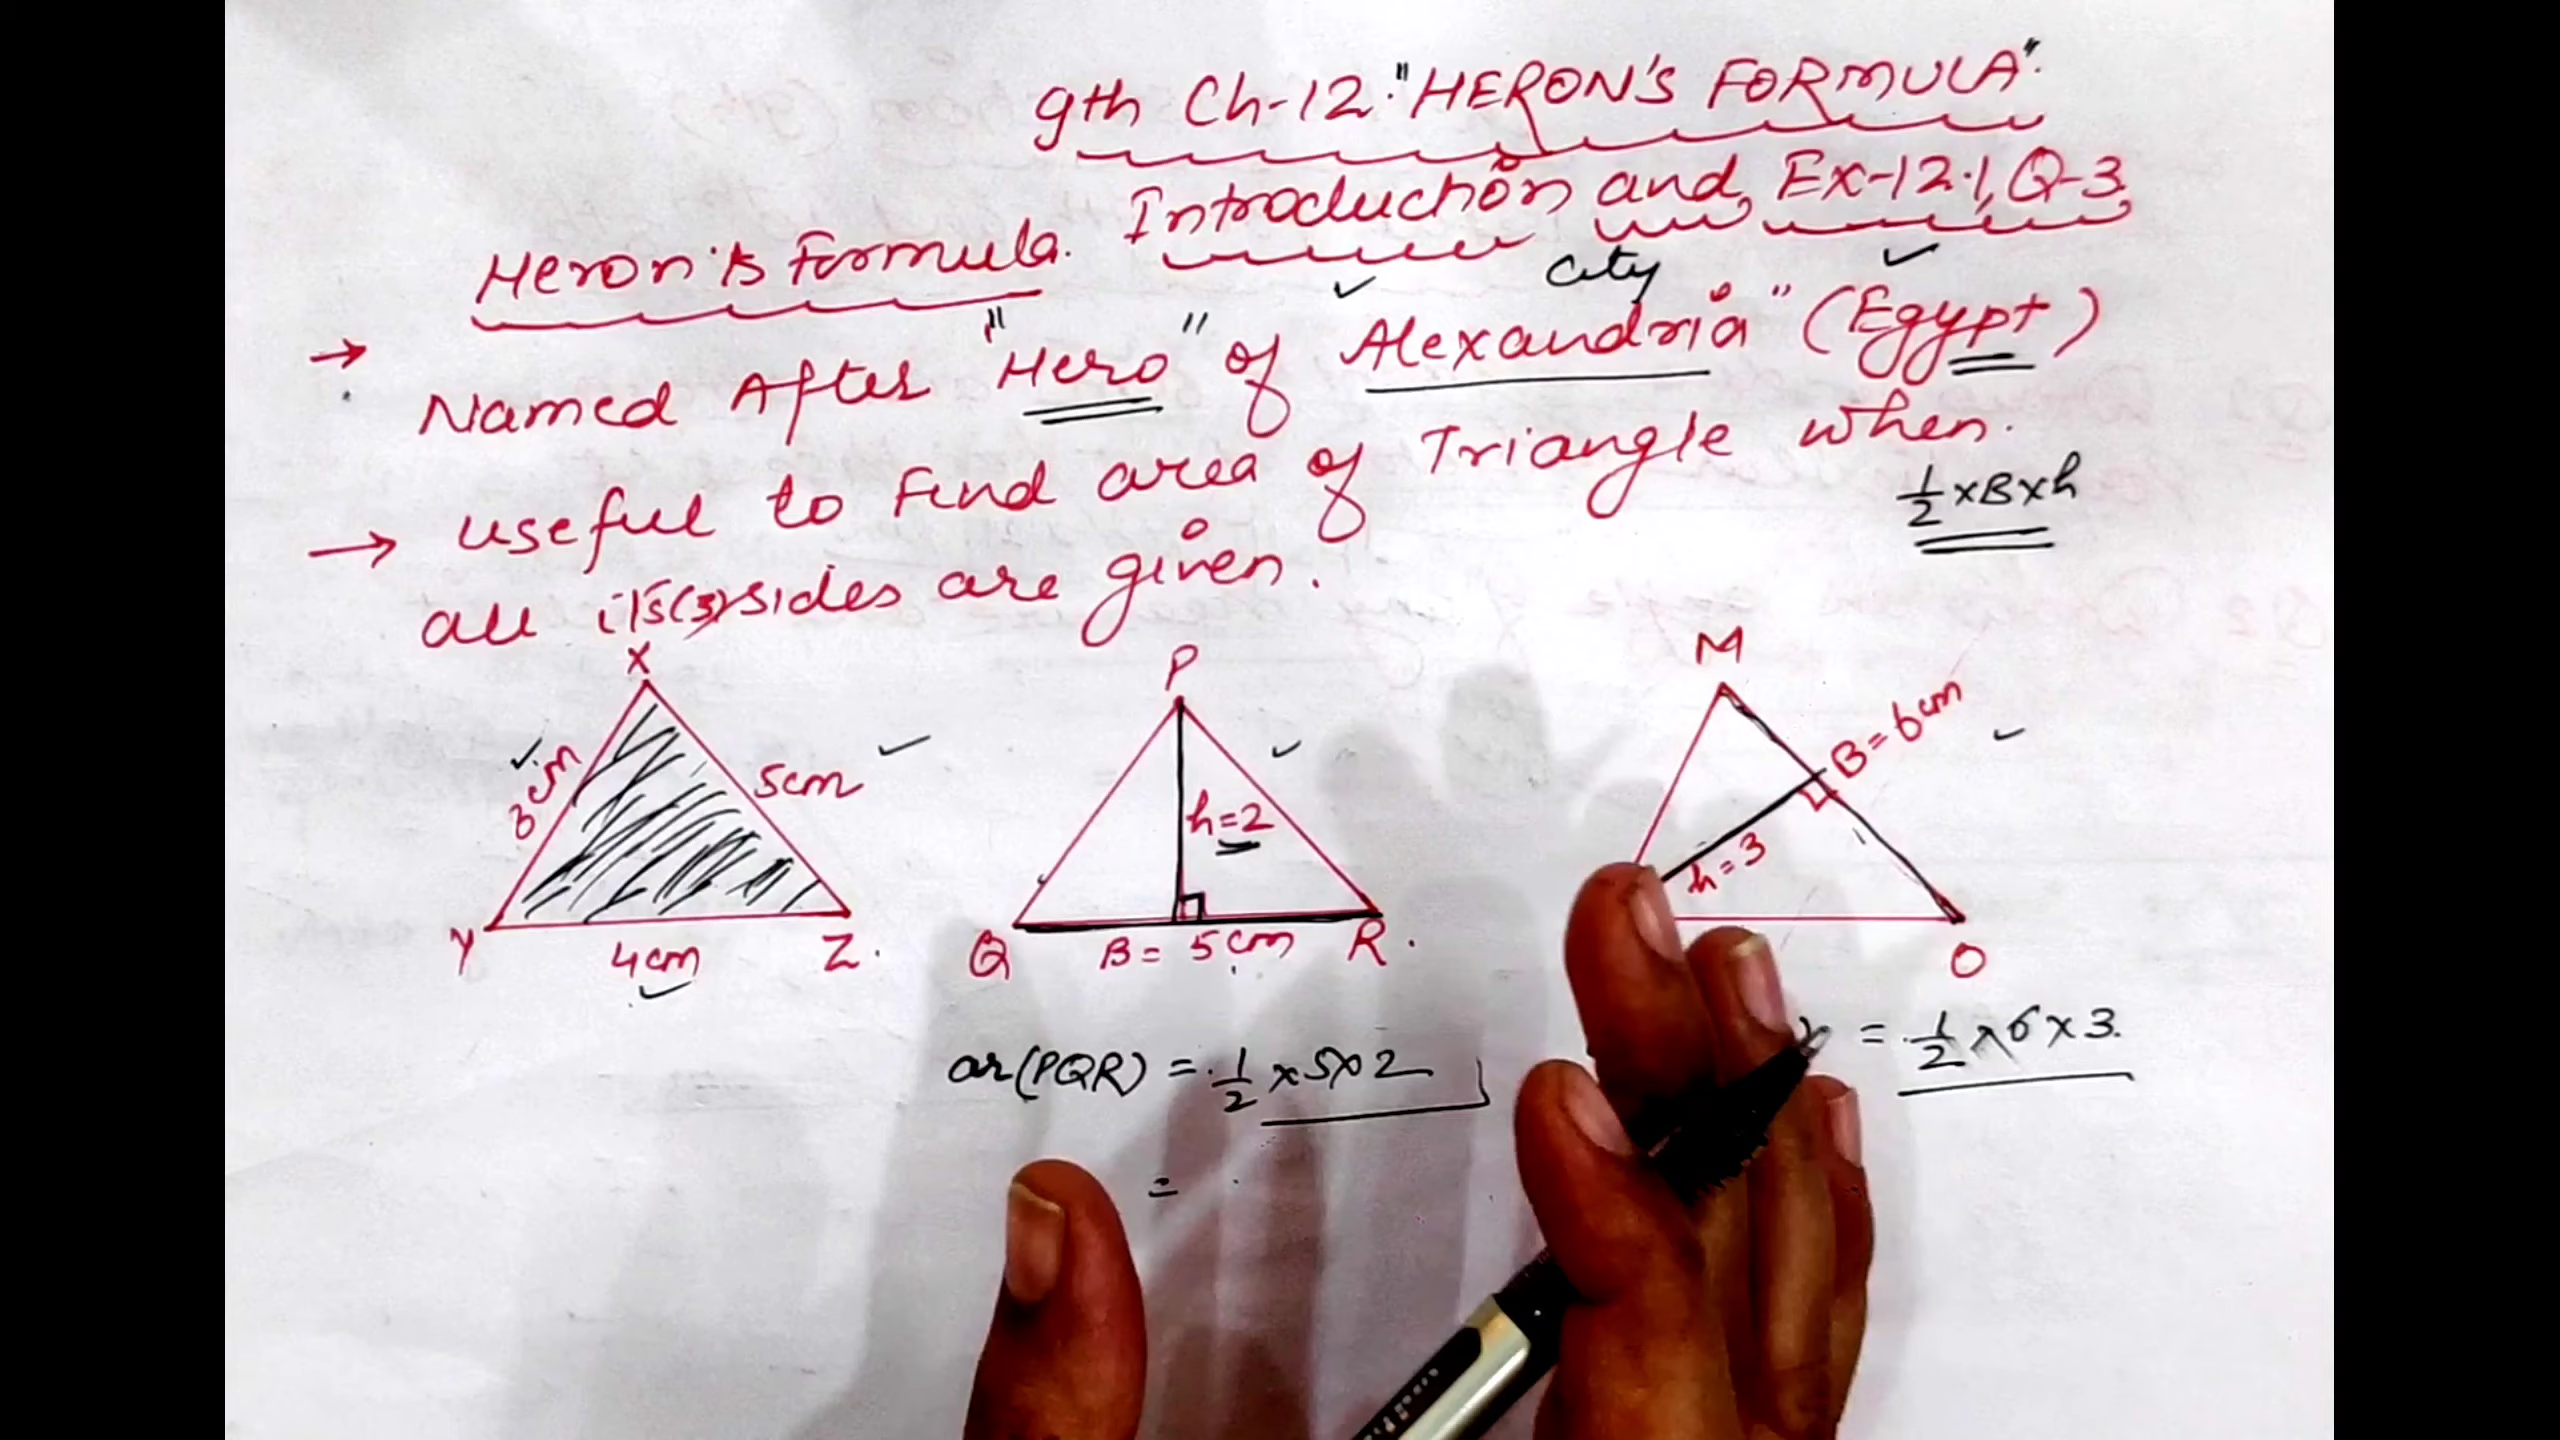 9th Ch-12 "HERON'S FORMULA".
Introduction and Ex-12.1, Q-3.
Heron's Formula.
city
→ Named After "Hero" of Alexandria" (Egypt)
→ useful to Find area of Triangle when.
all its (3) sides are given.
1/2 × B × h
X
3cm
5cm
Y
4cm
Z.
P
h=2
Q
B = 5cm
R.
M
B = 6cm
h = 3
O
ar(PQR) = 1/2 × 5 × 2
=
= 1/2 × 6 × 3.